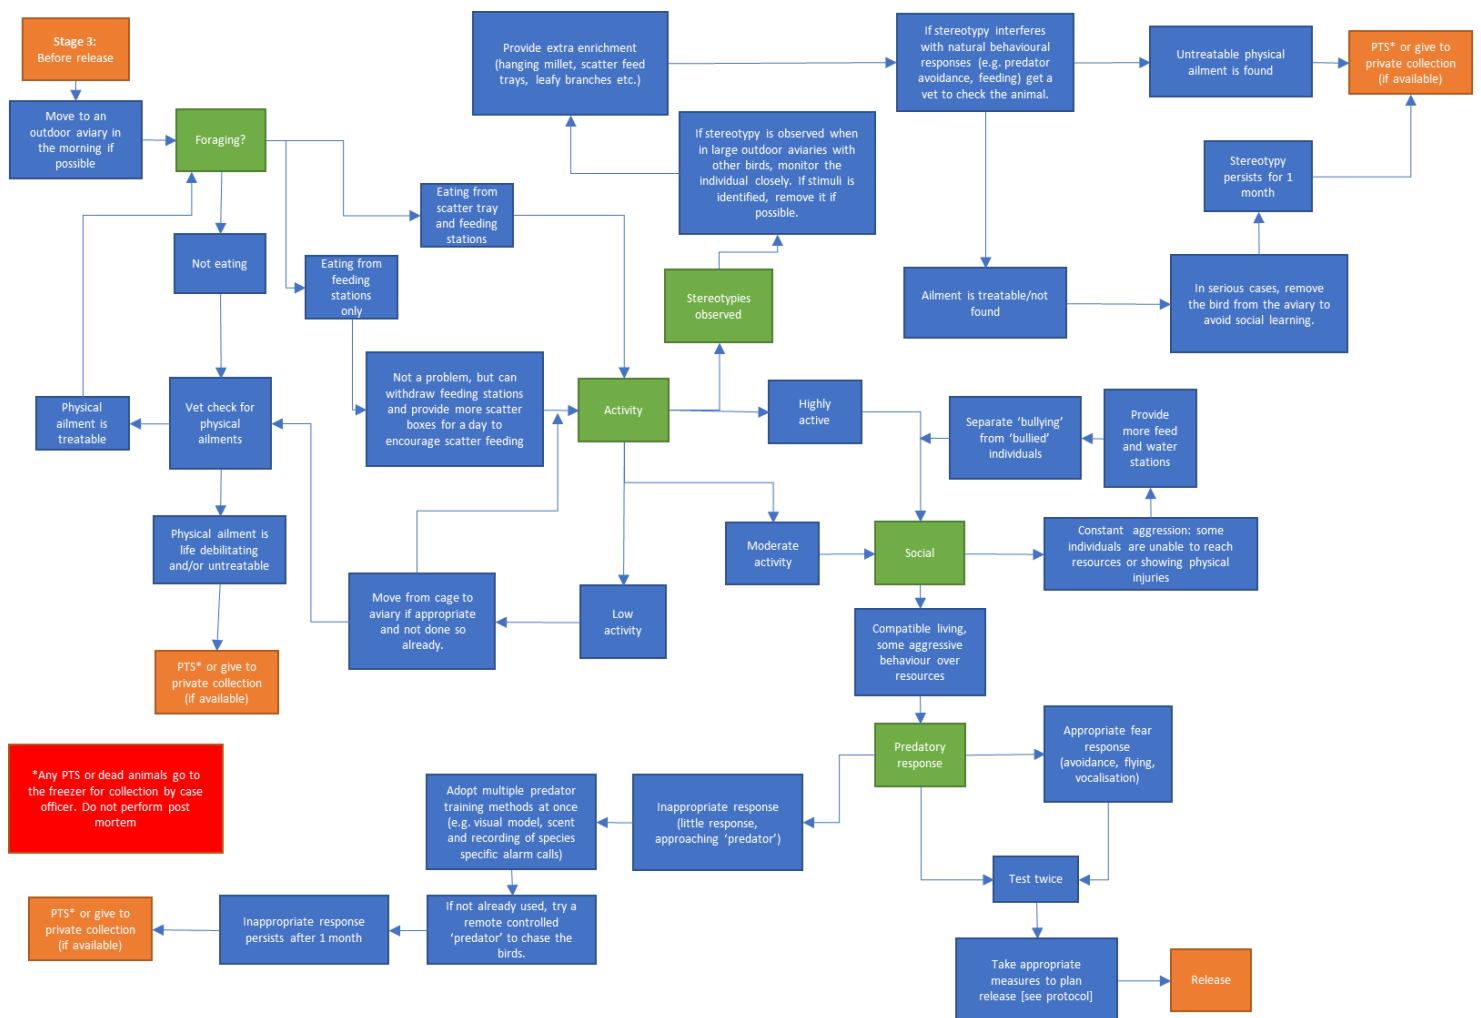 Stage 3:
Before release
Move to an
outdoor aviary in
the morning if
possible
Foraging?
Not eating
Eating from
scatter tray
and feeding
stations
Eating from
feeding
stations
only
Vet check for
physical
ailments
Physical
ailment is
treatable
Physical ailment is
life debilitating
and/or untreatable
PTS* or give to
private collection
(if available)
Not a problem, but can
withdraw feeding stations
and provide more scatter
boxes for a day to
encourage scatter feeding
Activity
Stereotypies
observed
If stereotypy is observed when
in large outdoor aviaries with
other birds, monitor the
individual closely. If stimuli is
identified, remove it if
possible.
Provide extra enrichment
(hanging millet, scatter feed
trays, leafy branches etc.)
If stereotypy interferes
with natural behavioural
responses (e.g. predator
avoidance, feeding) get a
vet to check the animal.
Untreatable physical
ailment is found
PTS* or give to
private collection
(if available)
Ailment is treatable/not
found
In serious cases, remove
the bird from the aviary to
avoid social learning.
Stereotypy
persists for 1
month
Highly
active
Moderate
activity
Low
activity
Move from cage to
aviary if appropriate
and not done so
already.
Social
Constant aggression: some
individuals are unable to reach
resources or showing physical
injuries
Provide
more feed
and water
stations
Separate ‘bullying’
from ‘bullied’
individuals
Compatible living,
some aggressive
behaviour over
resources
Predatory
response
Appropriate fear
response
(avoidance, flying,
vocalisation)
Test twice
Take appropriate
measures to plan
release [see protocol]
Release
Inappropriate response
(little response,
approaching ‘predator’)
Adopt multiple predator
training methods at once
(e.g. visual model, scent
and recording of species
specific alarm calls)
If not already used, try a
remote controlled
‘predator’ to chase the
birds.
Inappropriate response
persists after 1 month
PTS* or give to
private collection
(if available)
*Any PTS or dead animals go to
the freezer for collection by case
officer. Do not perform post
mortem